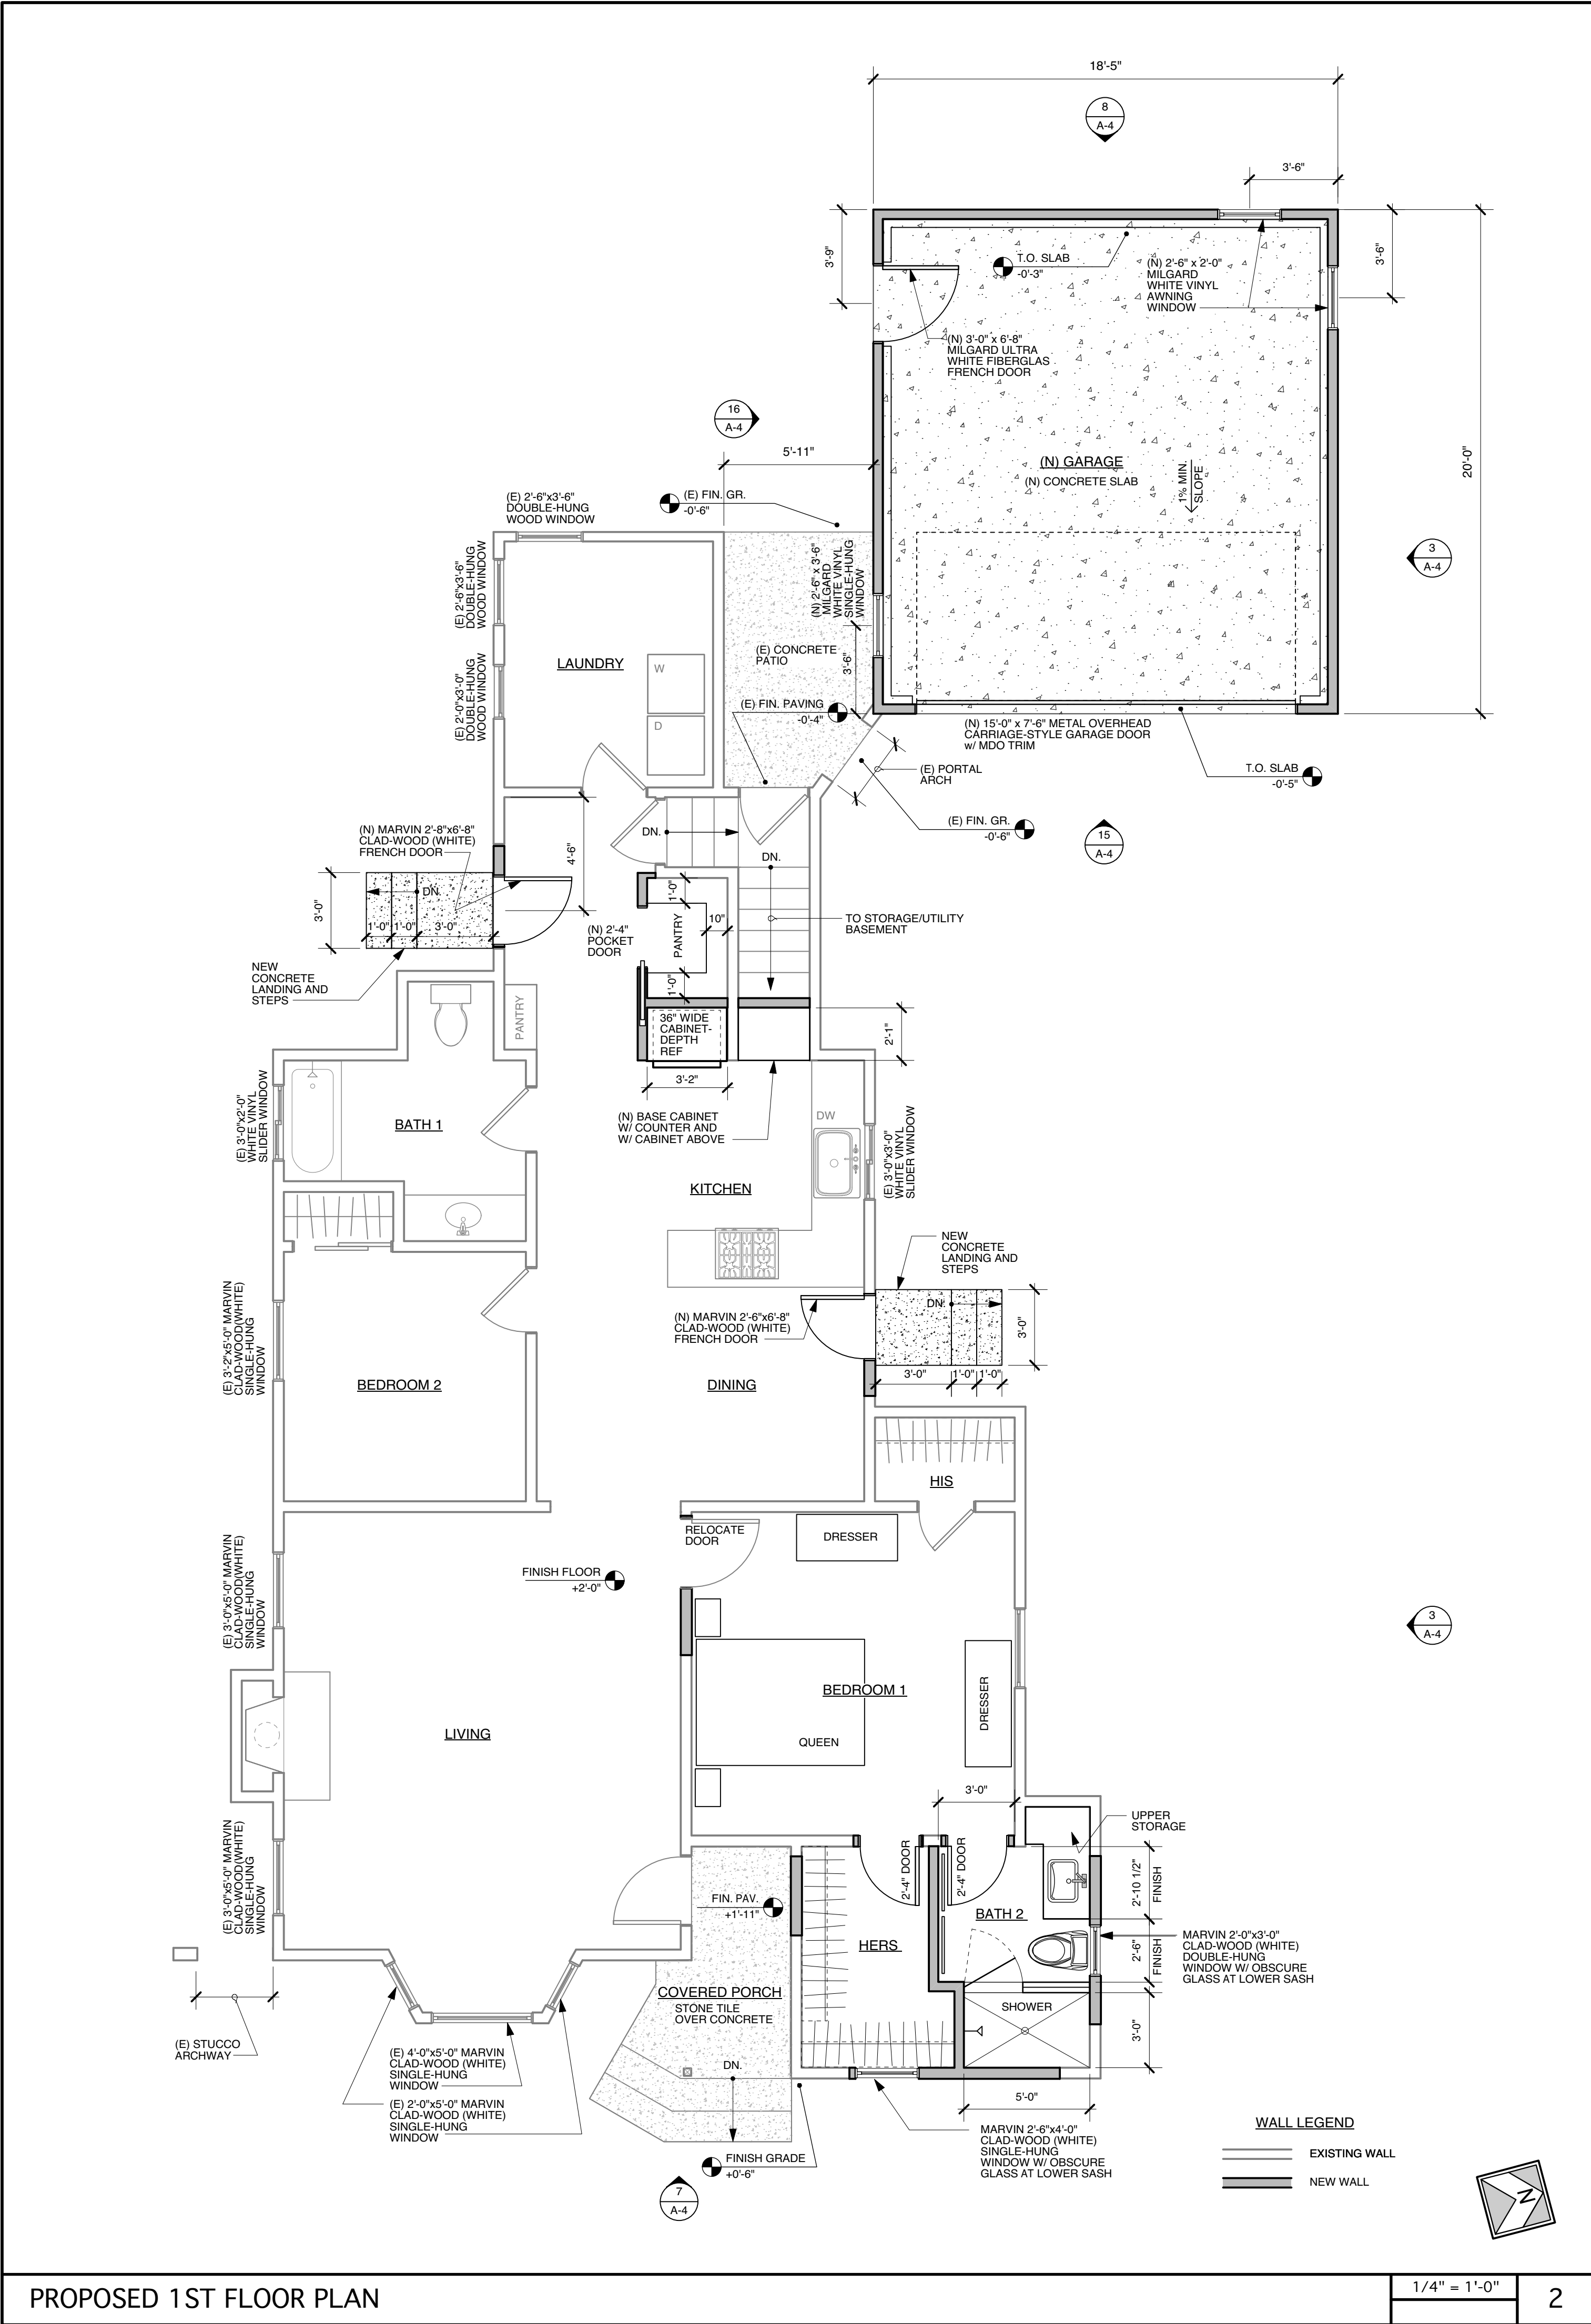 18'-5"
8
A-4
3'-6"
3'-9"
T.O. SLAB
-0'-3"
(N) 2'-6" x 2'-0"
MILGARD
WHITE VINYL
AWNING
WINDOW
3'-6"
(N) 3'-0" x 6'-8"
MILGARD ULTRA
WHITE FIBERGLAS
FRENCH DOOR
16
A-4
5'-11"
(N) GARAGE
(N) CONCRETE SLAB
1% MIN.
SLOPE
20'-0"
(E) 2'-6"x3'-6"
DOUBLE-HUNG
WOOD WINDOW
(E) FIN. GR.
-0'-6"
3
A-4
(E) 2'-6"x3'-6"
DOUBLE-HUNG
WOOD WINDOW
(N) 2'-6" x 3'-6"
MILGARD
WHITE VINYL
SINGLE-HUNG
WINDOW
LAUNDRY
W
(E) CONCRETE
PATIO
3'-6"
(E) 2'-0"x3'-0"
DOUBLE-HUNG
WOOD WINDOW
D
(E) FIN. PAVING
-0'-4"
(N) 15'-0" x 7'-6" METAL OVERHEAD
CARRIAGE-STYLE GARAGE DOOR
w/ MDO TRIM
(E) PORTAL
ARCH
T.O. SLAB
-0'-5"
(E) FIN. GR.
-0'-6"
15
A-4
(N) MARVIN 2'-8"x6'-8"
CLAD-WOOD (WHITE)
FRENCH DOOR
DN.
4'-6"
DN.
DN.
3'-0"
1'-0"
1'-0"
3'-0"
1'-0"
10"
PANTRY
1'-0"
(N) 2'-4"
POCKET
DOOR
TO STORAGE/UTILITY
BASEMENT
NEW
CONCRETE
LANDING AND
STEPS
PANTRY
36" WIDE
CABINET-
DEPTH
REF
2'-1"
3'-2"
(E) 3'-0"x2'-0"
WHITE VINYL
SLIDER WINDOW
BATH 1
(N) BASE CABINET
W/ COUNTER AND
W/ CABINET ABOVE
DW
(E) 3'-0"x3'-0"
WHITE VINYL
SLIDER WINDOW
KITCHEN
NEW
CONCRETE
LANDING AND
STEPS
(E) 3'-2"x5'-0" MARVIN
CLAD-WOOD(WHITE)
SINGLE-HUNG
WINDOW
(N) MARVIN 2'-6"x6'-8"
CLAD-WOOD (WHITE)
FRENCH DOOR
DN.
3'-0"
3'-0"
1'-0"
1'-0"
BEDROOM 2
DINING
HIS
RELOCATE
DOOR
DRESSER
(E) 3'-0"x5'-0" MARVIN
CLAD-WOOD(WHITE)
SINGLE-HUNG
WINDOW
FINISH FLOOR
+2'-0"
3
A-4
BEDROOM 1
DRESSER
LIVING
QUEEN
3'-0"
UPPER
STORAGE
(E) 3'-0"x5'-0" MARVIN
CLAD-WOOD(WHITE)
SINGLE-HUNG
WINDOW
2'-4" DOOR
2'-4" DOOR
2'-10 1/2"
FINISH
FIN. PAV.
+1'-11"
BATH 2
HERS
2'-6"
FINISH
MARVIN 2'-0"x3'-0"
CLAD-WOOD (WHITE)
DOUBLE-HUNG
WINDOW W/ OBSCURE
GLASS AT LOWER SASH
COVERED PORCH
STONE TILE
OVER CONCRETE
SHOWER
3'-0"
(E) STUCCO
ARCHWAY
(E) 4'-0"x5'-0" MARVIN
CLAD-WOOD (WHITE)
SINGLE-HUNG
WINDOW
DN.
(E) 2'-0"x5'-0" MARVIN
CLAD-WOOD (WHITE)
SINGLE-HUNG
WINDOW
5'-0"
MARVIN 2'-6"x4'-0"
CLAD-WOOD (WHITE)
SINGLE-HUNG
WINDOW W/ OBSCURE
GLASS AT LOWER SASH
FINISH GRADE
+0'-6"
7
A-4
WALL LEGEND
EXISTING WALL
NEW WALL
N
PROPOSED 1ST FLOOR PLAN
1/4" = 1'-0"
2